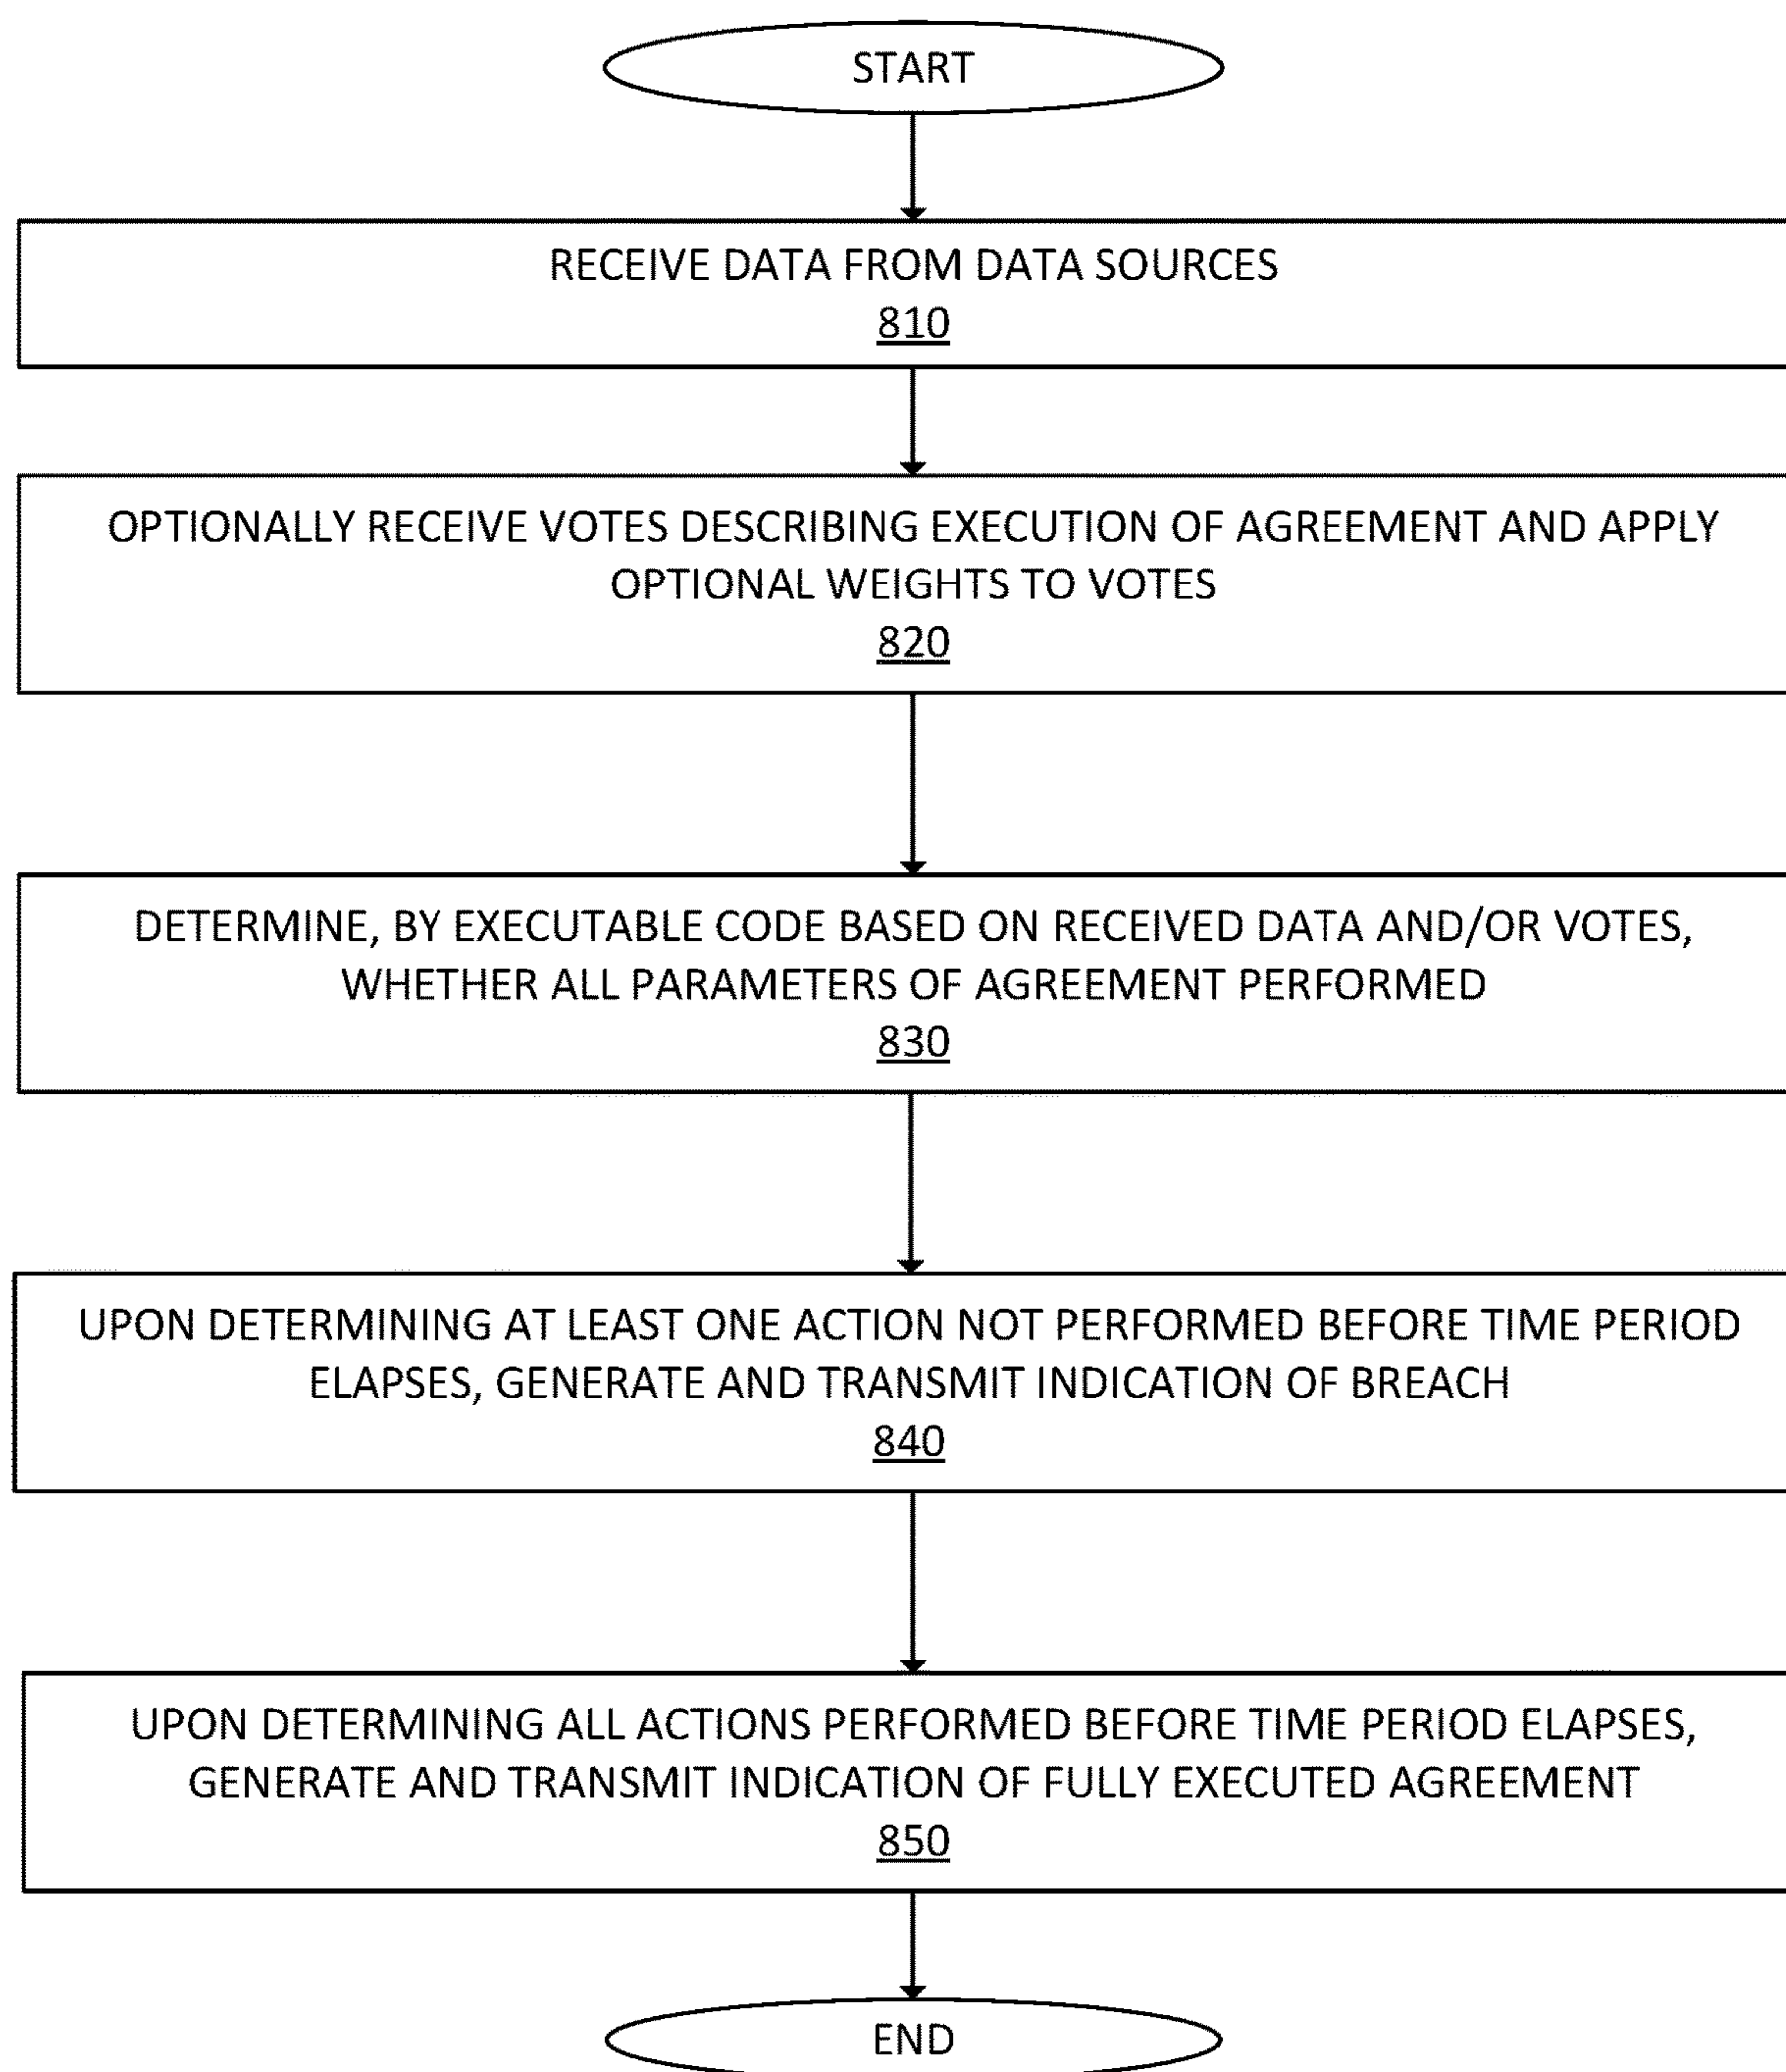 START
RECEIVE DATA FROM DATA SOURCES
810
OPTIONALLY RECEIVE VOTES DESCRIBING EXECUTION OF AGREEMENT AND APPLY
OPTIONAL WEIGHTS TO VOTES
820
DETERMINE, BY EXECUTABLE CODE BASED ON RECEIVED DATA AND/OR VOTES,
WHETHER ALL PARAMETERS OF AGREEMENT PERFORMED
830
UPON DETERMINING AT LEAST ONE ACTION NOT PERFORMED BEFORE TIME PERIOD
ELAPSES, GENERATE AND TRANSMIT INDICATION OF BREACH
840
UPON DETERMINING ALL ACTIONS PERFORMED BEFORE TIME PERIOD ELAPSES,
GENERATE AND TRANSMIT INDICATION OF FULLY EXECUTED AGREEMENT
850
END